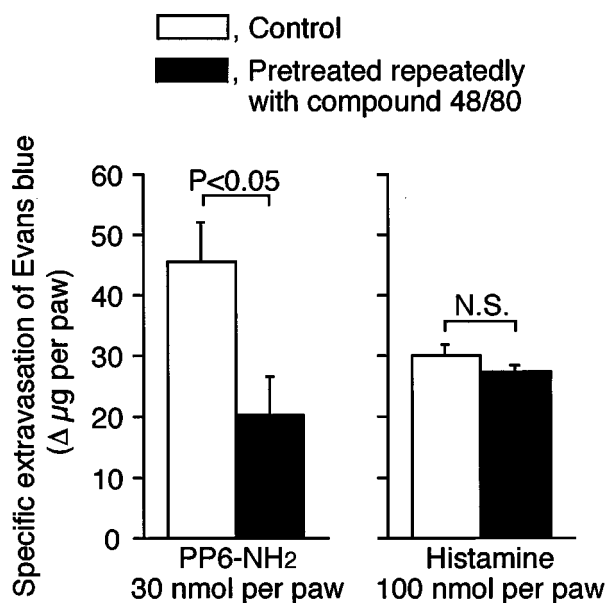 , Control
, Pretreated repeatedly
with compound 48/80
Specific extravasation of Evans blue
(Δ µg per paw)
60
50
40
30
20
10
0
P<0.05
N.S.
PP6-NH2
30 nmol per paw
Histamine
100 nmol per paw